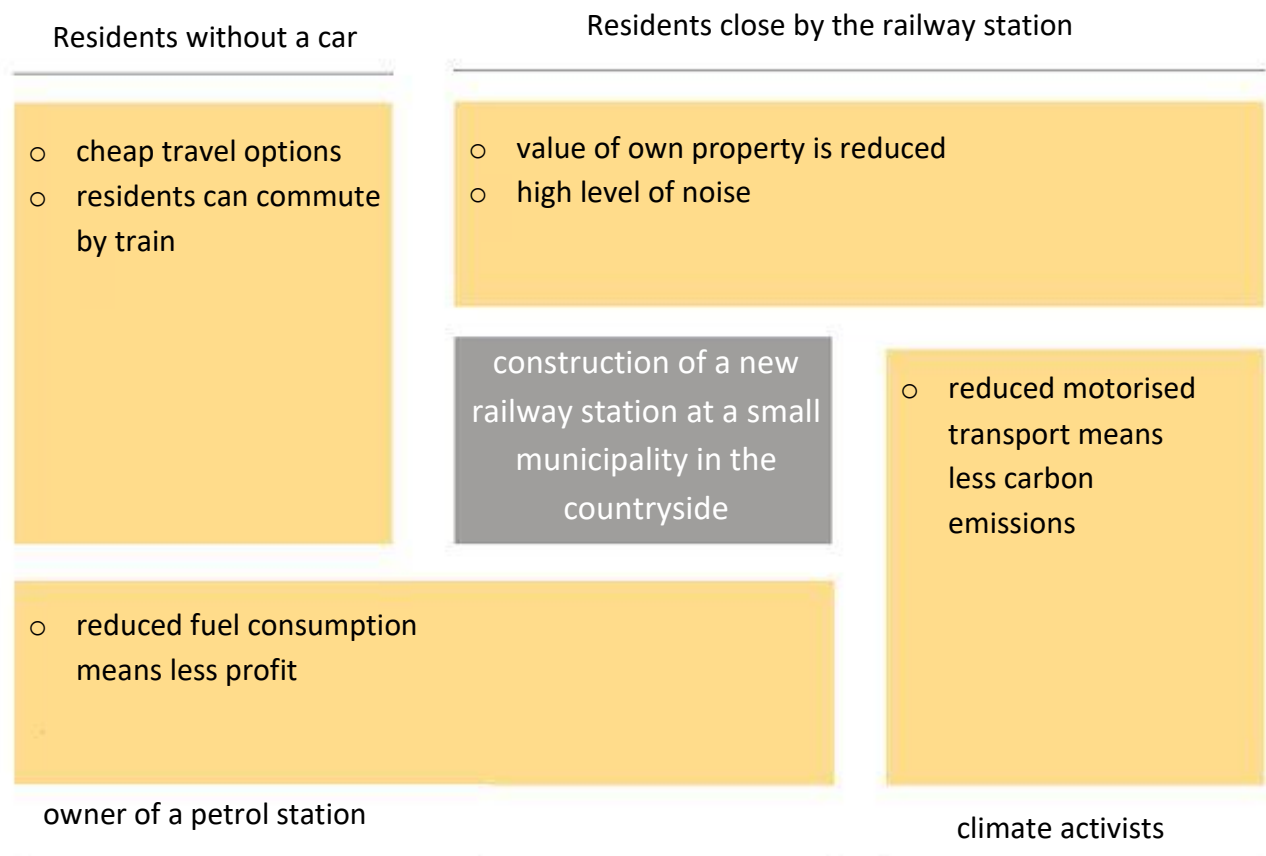 Residents without a car
Residents close by the railway station
○ cheap travel options
○ residents can commute
by train
○ value of own property is reduced
○ high level of noise
construction of a new
railway station at a small
municipality in the
countryside
○ reduced motorised
transport means
less carbon
emissions
○ reduced fuel consumption
means less profit
owner of a petrol station
climate activists